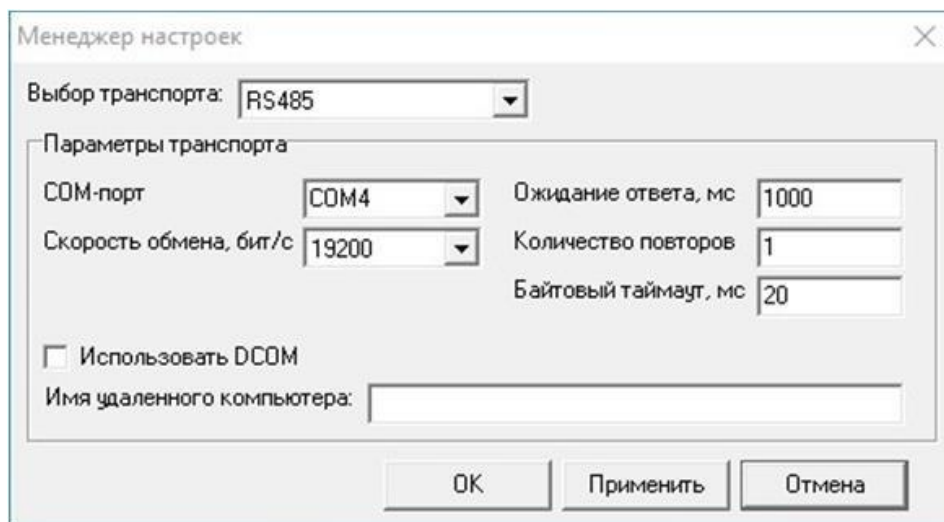 Менеджер настроек
Выбор транспорта: RS485
Параметры транспорта
COM-порт COM4 Ожидание ответа, мс 1000
Скорость обмена, бит/с 19200 Количество повторов 1
Байтовый таймаут, мс 20
Использовать DCOM
Имя удаленного компьютера:
OK Применить Отмена